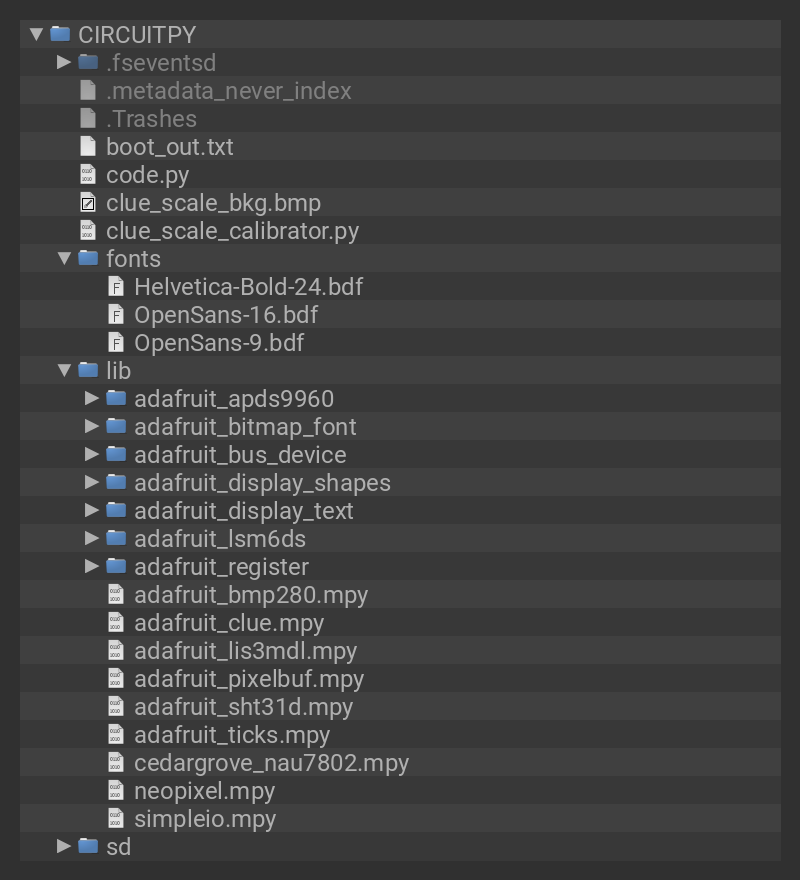 CIRCUITPY
.fseventsd
.metadata_never_index
.Trashes
boot_out.txt
code.py
clue_scale_bkg.bmp
clue_scale_calibrator.py
fonts
Helvetica-Bold-24.bdf
OpenSans-16.bdf
OpenSans-9.bdf
lib
adafruit_apds9960
adafruit_bitmap_font
adafruit_bus_device
adafruit_display_shapes
adafruit_display_text
adafruit_lsm6ds
adafruit_register
adafruit_bmp280.mpy
adafruit_clue.mpy
adafruit_lis3mdl.mpy
adafruit_pixelbuf.mpy
adafruit_sht31d.mpy
adafruit_ticks.mpy
cedargrove_nau7802.mpy
neopixel.mpy
simpleio.mpy
sd